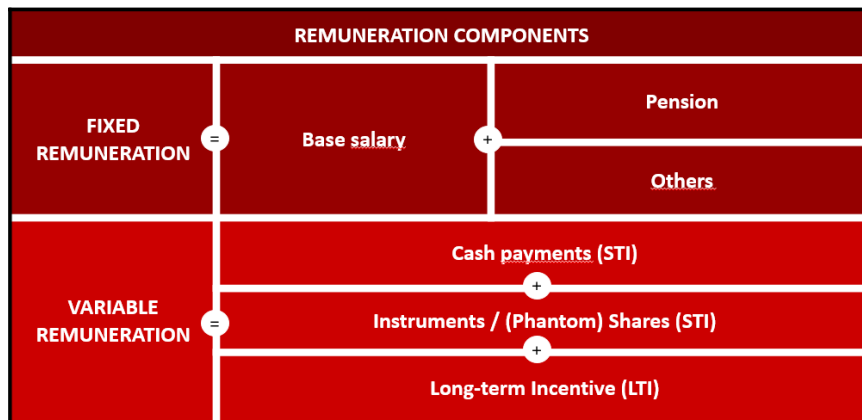 REMUNERATION COMPONENTS
FIXED
REMUNERATION
=
Base salary
+
Pension
Others
VARIABLE
REMUNERATION
=
Cash payments (STI)
+
Instruments / (Phantom) Shares (STI)
+
Long-term Incentive (LTI)